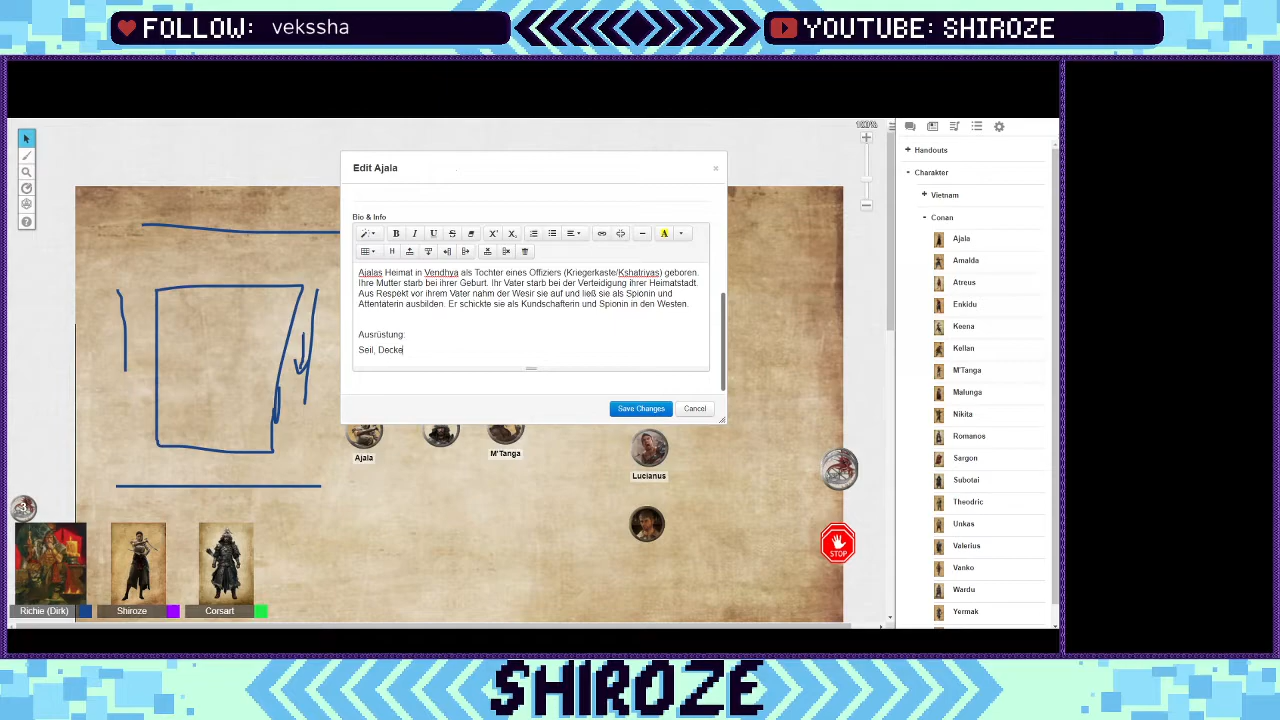 FOLLOW: vekssha
YOUTUBE: SHIROZE
Edit Ajala
Bio & Info
Ajalas Heimat in Vendhya als Tochter eines Offiziers (Kriegerkaste/Kshatriyas) geboren.
Ihre Mutter starb bei ihrer Geburt. Ihr Vater starb bei der Verteidigung ihrer Heimatstadt.
Aus Respekt vor ihrem Vater nahm der Wesir sie auf und ließ sie als Spionin und
Attentaterin ausbilden. Er schickte sie als Kundschafterin und Spionin in den Westen.
Ausrüstung:
Seil, Decke
Save Changes
Cancel
Ajala
M'Tanga
Lucianus
STOP
3
Richie (Dirk)
Shiroze
Corsart
Handouts
Charakter
Vietnam
Conan
Ajala
Amalda
Atreus
Enkidu
Keena
Kellan
M'Tanga
Malunga
Nikita
Romanos
Sargon
Subotai
Theodric
Unkas
Valerius
Vanko
Wardu
Yermak
SHIROZE